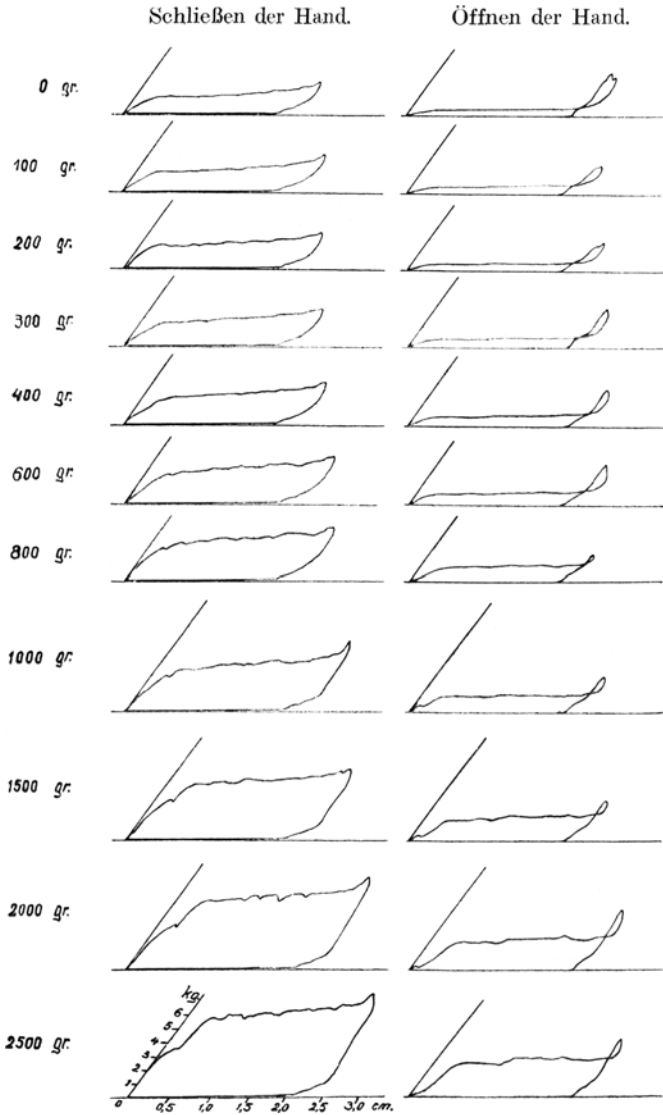 Schließen der Hand. Öffnen der Hand.
0 gr.
100 gr.
200 gr.
300 gr.
400 gr.
600 gr.
800 gr.
1000 gr.
1500 gr.
2000 gr.
2500 gr.
kg.
6
5
4
3
2
1
0 0,5 1,0 1,5 2,0 2,5 3,0 cm.